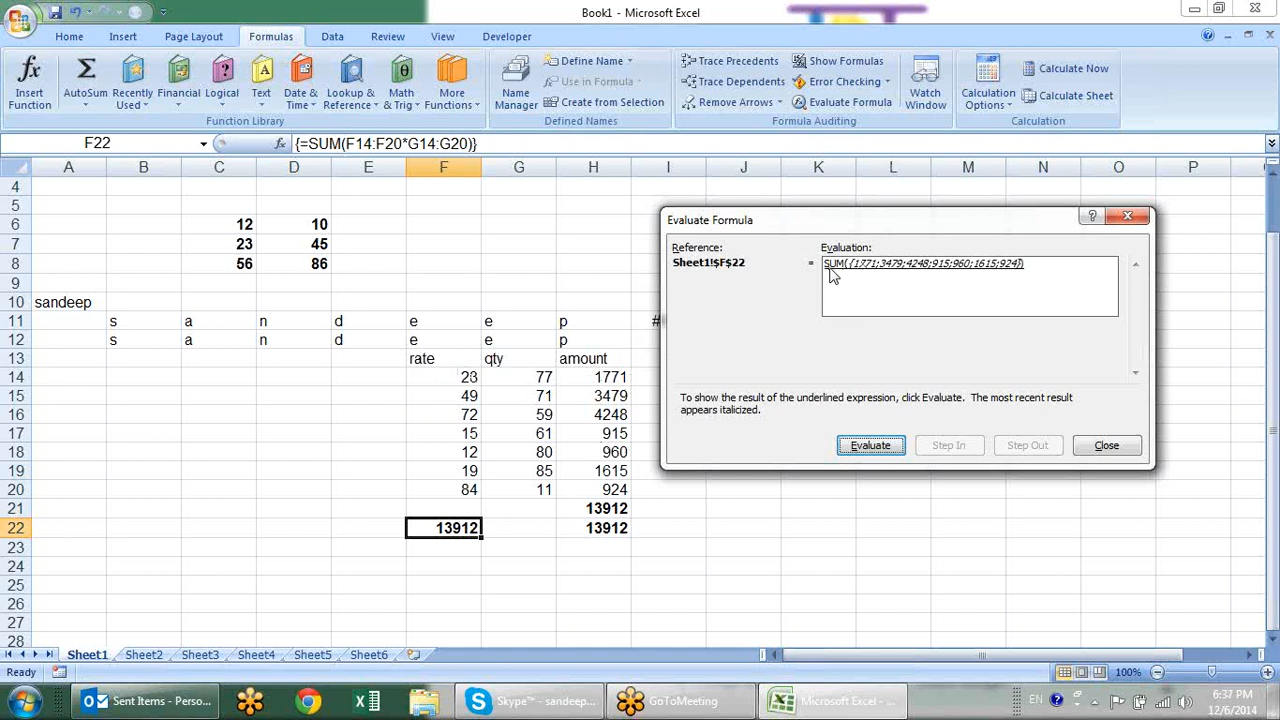 Book1 - Microsoft Excel
Home Insert Page Layout Formulas Data Review View Developer
Insert Function
AutoSum
Recently Used
Financial
Logical
Text
Date & Time
Lookup & Reference
Math & Trig
More Functions
Function Library
Name Manager
Define Name
Use in Formula
Create from Selection
Defined Names
Trace Precedents
Trace Dependents
Remove Arrows
Show Formulas
Error Checking
Evaluate Formula
Formula Auditing
Watch Window
Calculation Options
Calculate Now
Calculate Sheet
Calculation
F22 fx {=SUM(F14:F20*G14:G20)}
A B C D E F G H I J K L M N O P
4
5
6 12 10
7 23 45
8 56 86
9
10 sandeep
11 s a n d e e p #
12 s a n d e e p
13 rate qty amount
14 23 77 1771
15 49 71 3479
16 72 59 4248
17 15 61 915
18 12 80 960
19 19 85 1615
20 84 11 924
21 13912
22 13912 13912
23
24
25
26
27
28
Evaluate Formula
Reference: Evaluation:
Sheet1!$F$22 = SUM({1771;3479;4248;915;960;1615;924})
To show the result of the underlined expression, click Evaluate. The most recent result
appears italicized.
Evaluate Step In Step Out Close
Sheet1 Sheet2 Sheet3 Sheet4 Sheet5 Sheet6
Ready 100%
Sent Items - Perso... Skype™ - sandeep... GoToMeeting Microsoft Excel - ... EN 6:37 PM
12/6/2014